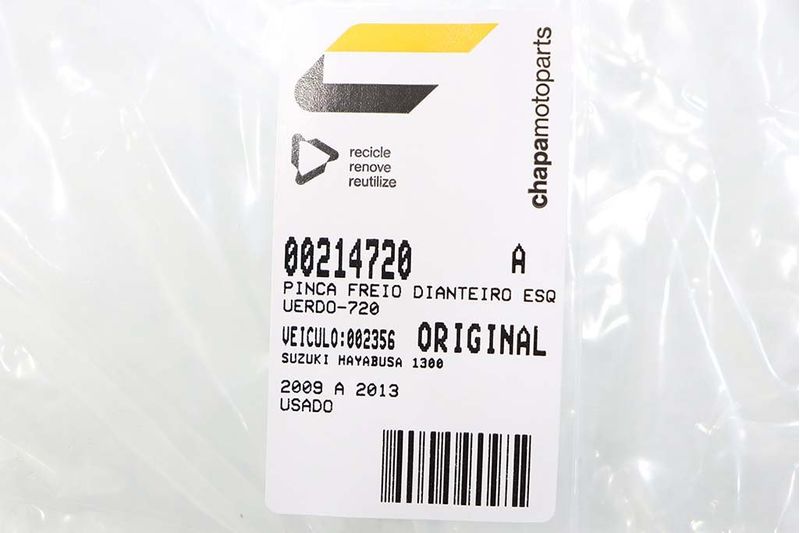 chapamotoparts
recicle
renove
reutilize
00214720 A
PINCA FREIO DIANTEIRO ESQ
UERDO-720
VEICULO:002356 ORIGINAL
SUZUKI HAYABUSA 1300
2009 A 2013
USADO